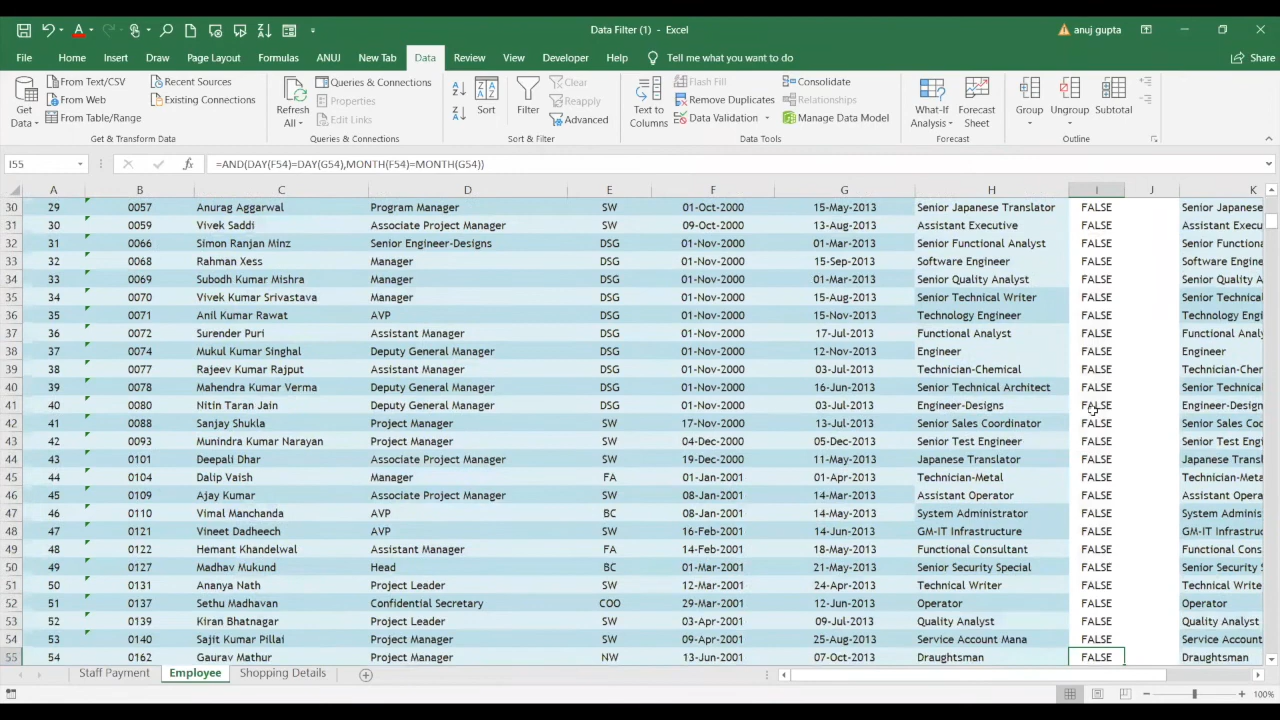 Data Filter (1) - Excel
anuj gupta
File Home Insert Draw Page Layout Formulas ANUJ New Tab Data Review View Developer Help Tell me what you want to do Share
Get Data
From Text/CSV
From Web
From Table/Range
Recent Sources
Existing Connections
Get & Transform Data
Refresh All
Queries & Connections
Properties
Edit Links
Queries & Connections
Sort
Filter
Clear
Reapply
Advanced
Sort & Filter
Text to Columns
Flash Fill
Remove Duplicates
Data Validation
Consolidate
Relationships
Manage Data Model
Data Tools
What-If Analysis
Forecast Sheet
Forecast
Group
Ungroup
Subtotal
Outline
I55 fx =AND(DAY(F54)=DAY(G54),MONTH(F54)=MONTH(G54))
A B C D E F G H I J K
30 29 0057 Anurag Aggarwal Program Manager SW 01-Oct-2000 15-May-2013 Senior Japanese Translator FALSE Senior Japanese
31 30 0059 Vivek Saddi Associate Project Manager SW 09-Oct-2000 13-Aug-2013 Assistant Executive FALSE Assistant Execu
32 31 0066 Simon Ranjan Minz Senior Engineer-Designs DSG 01-Nov-2000 01-Mar-2013 Senior Functional Analyst FALSE Senior Functiona
33 32 0068 Rahman Xess Manager DSG 01-Nov-2000 15-Sep-2013 Software Engineer FALSE Software Engine
34 33 0069 Subodh Kumar Mishra Manager DSG 01-Nov-2000 01-Mar-2013 Senior Quality Analyst FALSE Senior Quality A
35 34 0070 Vivek Kumar Srivastava Manager DSG 01-Nov-2000 15-Aug-2013 Senior Technical Writer FALSE Senior Technical
36 35 0071 Anil Kumar Rawat AVP DSG 01-Nov-2000 15-Nov-2013 Technology Engineer FALSE Technology Engi
37 36 0072 Surender Puri Assistant Manager DSG 01-Nov-2000 17-Jul-2013 Functional Analyst FALSE Functional Analy
38 37 0074 Mukul Kumar Singhal Deputy General Manager DSG 01-Nov-2000 12-Nov-2013 Engineer FALSE Engineer
39 38 0077 Rajeev Kumar Rajput Assistant Manager DSG 01-Nov-2000 03-Jul-2013 Technician-Chemical FALSE Technician-Cher
40 39 0078 Mahendra Kumar Verma Deputy General Manager DSG 01-Nov-2000 16-Jun-2013 Senior Technical Architect FALSE Senior Technical
41 40 0080 Nitin Taran Jain Deputy General Manager DSG 01-Nov-2000 03-Jul-2013 Engineer-Designs FALSE Engineer-Design
42 41 0088 Sanjay Shukla Project Manager SW 17-Nov-2000 13-Jul-2013 Senior Sales Coordinator FALSE Senior Sales Coo
43 42 0093 Munindra Kumar Narayan Project Manager SW 04-Dec-2000 05-Dec-2013 Senior Test Engineer FALSE Senior Test Engi
44 43 0101 Deepali Dhar Associate Project Manager SW 19-Dec-2000 11-May-2013 Japanese Translator FALSE Japanese Transl
45 44 0104 Dalip Vaish Manager FA 01-Jan-2001 01-Apr-2013 Technician-Metal FALSE Technician-Meta
46 45 0109 Ajay Kumar Associate Project Manager SW 08-Jan-2001 14-Mar-2013 Assistant Operator FALSE Assistant Opera
47 46 0110 Vimal Manchanda AVP BC 08-Jan-2001 14-Mar-2013 System Administrator FALSE System Adminis
48 47 0121 Vineet Dadheech AVP SW 16-Feb-2001 14-Jun-2013 GM-IT Infrastructure FALSE GM-IT Infrastruc
49 48 0122 Hemant Khandelwal Assistant Manager FA 14-Feb-2001 18-May-2013 Functional Consultant FALSE Functional Cons
50 49 0127 Madhav Mukund Head BC 01-Mar-2001 21-May-2013 Senior Security Special FALSE Senior Security S
51 50 0131 Ananya Nath Project Leader SW 12-Mar-2001 24-Apr-2013 Technical Writer FALSE Technical Write
52 51 0137 Sethu Madhavan Confidential Secretary COO 29-Mar-2001 12-Jun-2013 Operator FALSE Operator
53 52 0139 Kiran Bhatnagar Project Leader SW 03-Apr-2001 09-Jul-2013 Quality Analyst FALSE Quality Analyst
54 53 0140 Sajit Kumar Pillai Project Manager SW 09-Apr-2001 25-Aug-2013 Service Account Mana FALSE Service Account
55 54 0162 Gaurav Mathur Project Manager NW 13-Jun-2001 07-Oct-2013 Draughtsman FALSE Draughtsman
Staff Payment Employee Shopping Details
100%